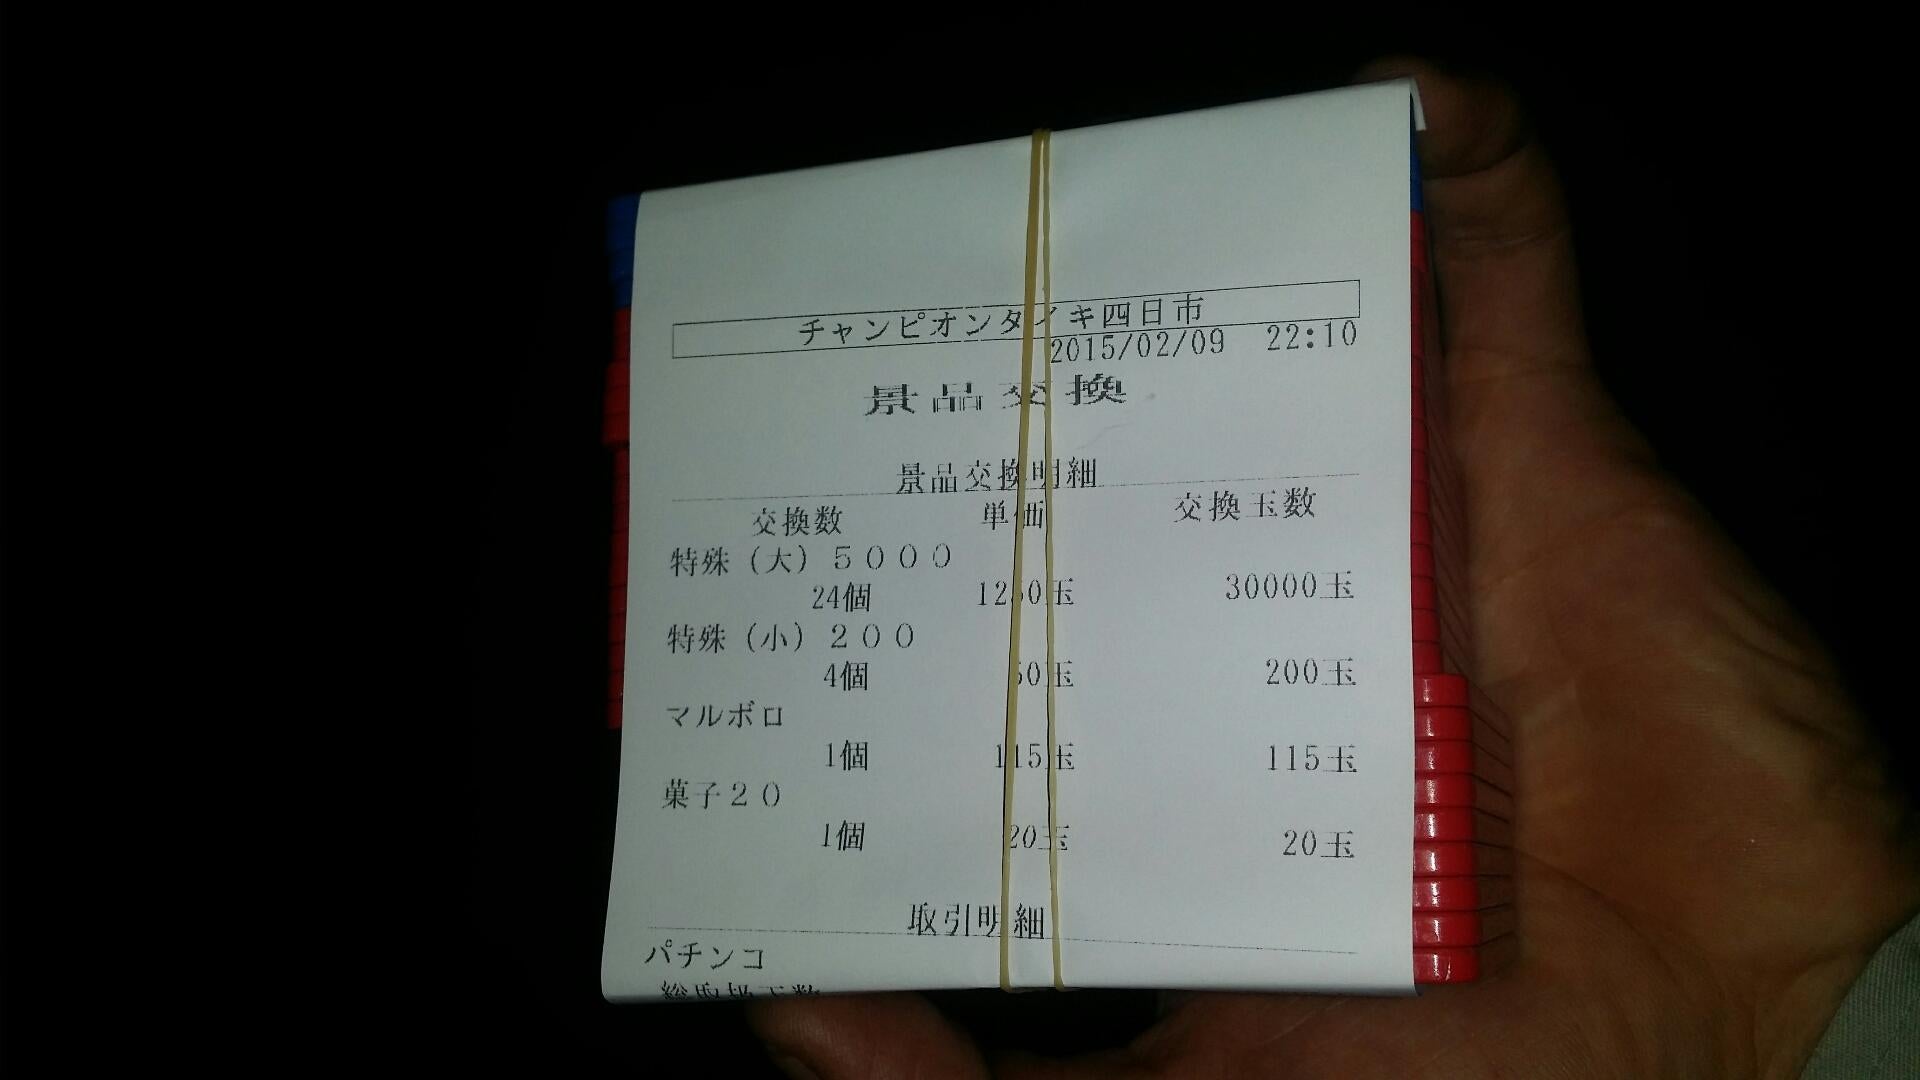 チャンピオンタイキ四日市
2015/02/09 22:10
景品交換
景品交換明細
交換数 単価 交換玉数
特殊（大）５０００
24個 1250玉 30000玉
特殊（小）２００
4個 50玉 200玉
マルボロ
1個 115玉 115玉
菓子２０
1個 20玉 20玉
取引明細
パチンコ